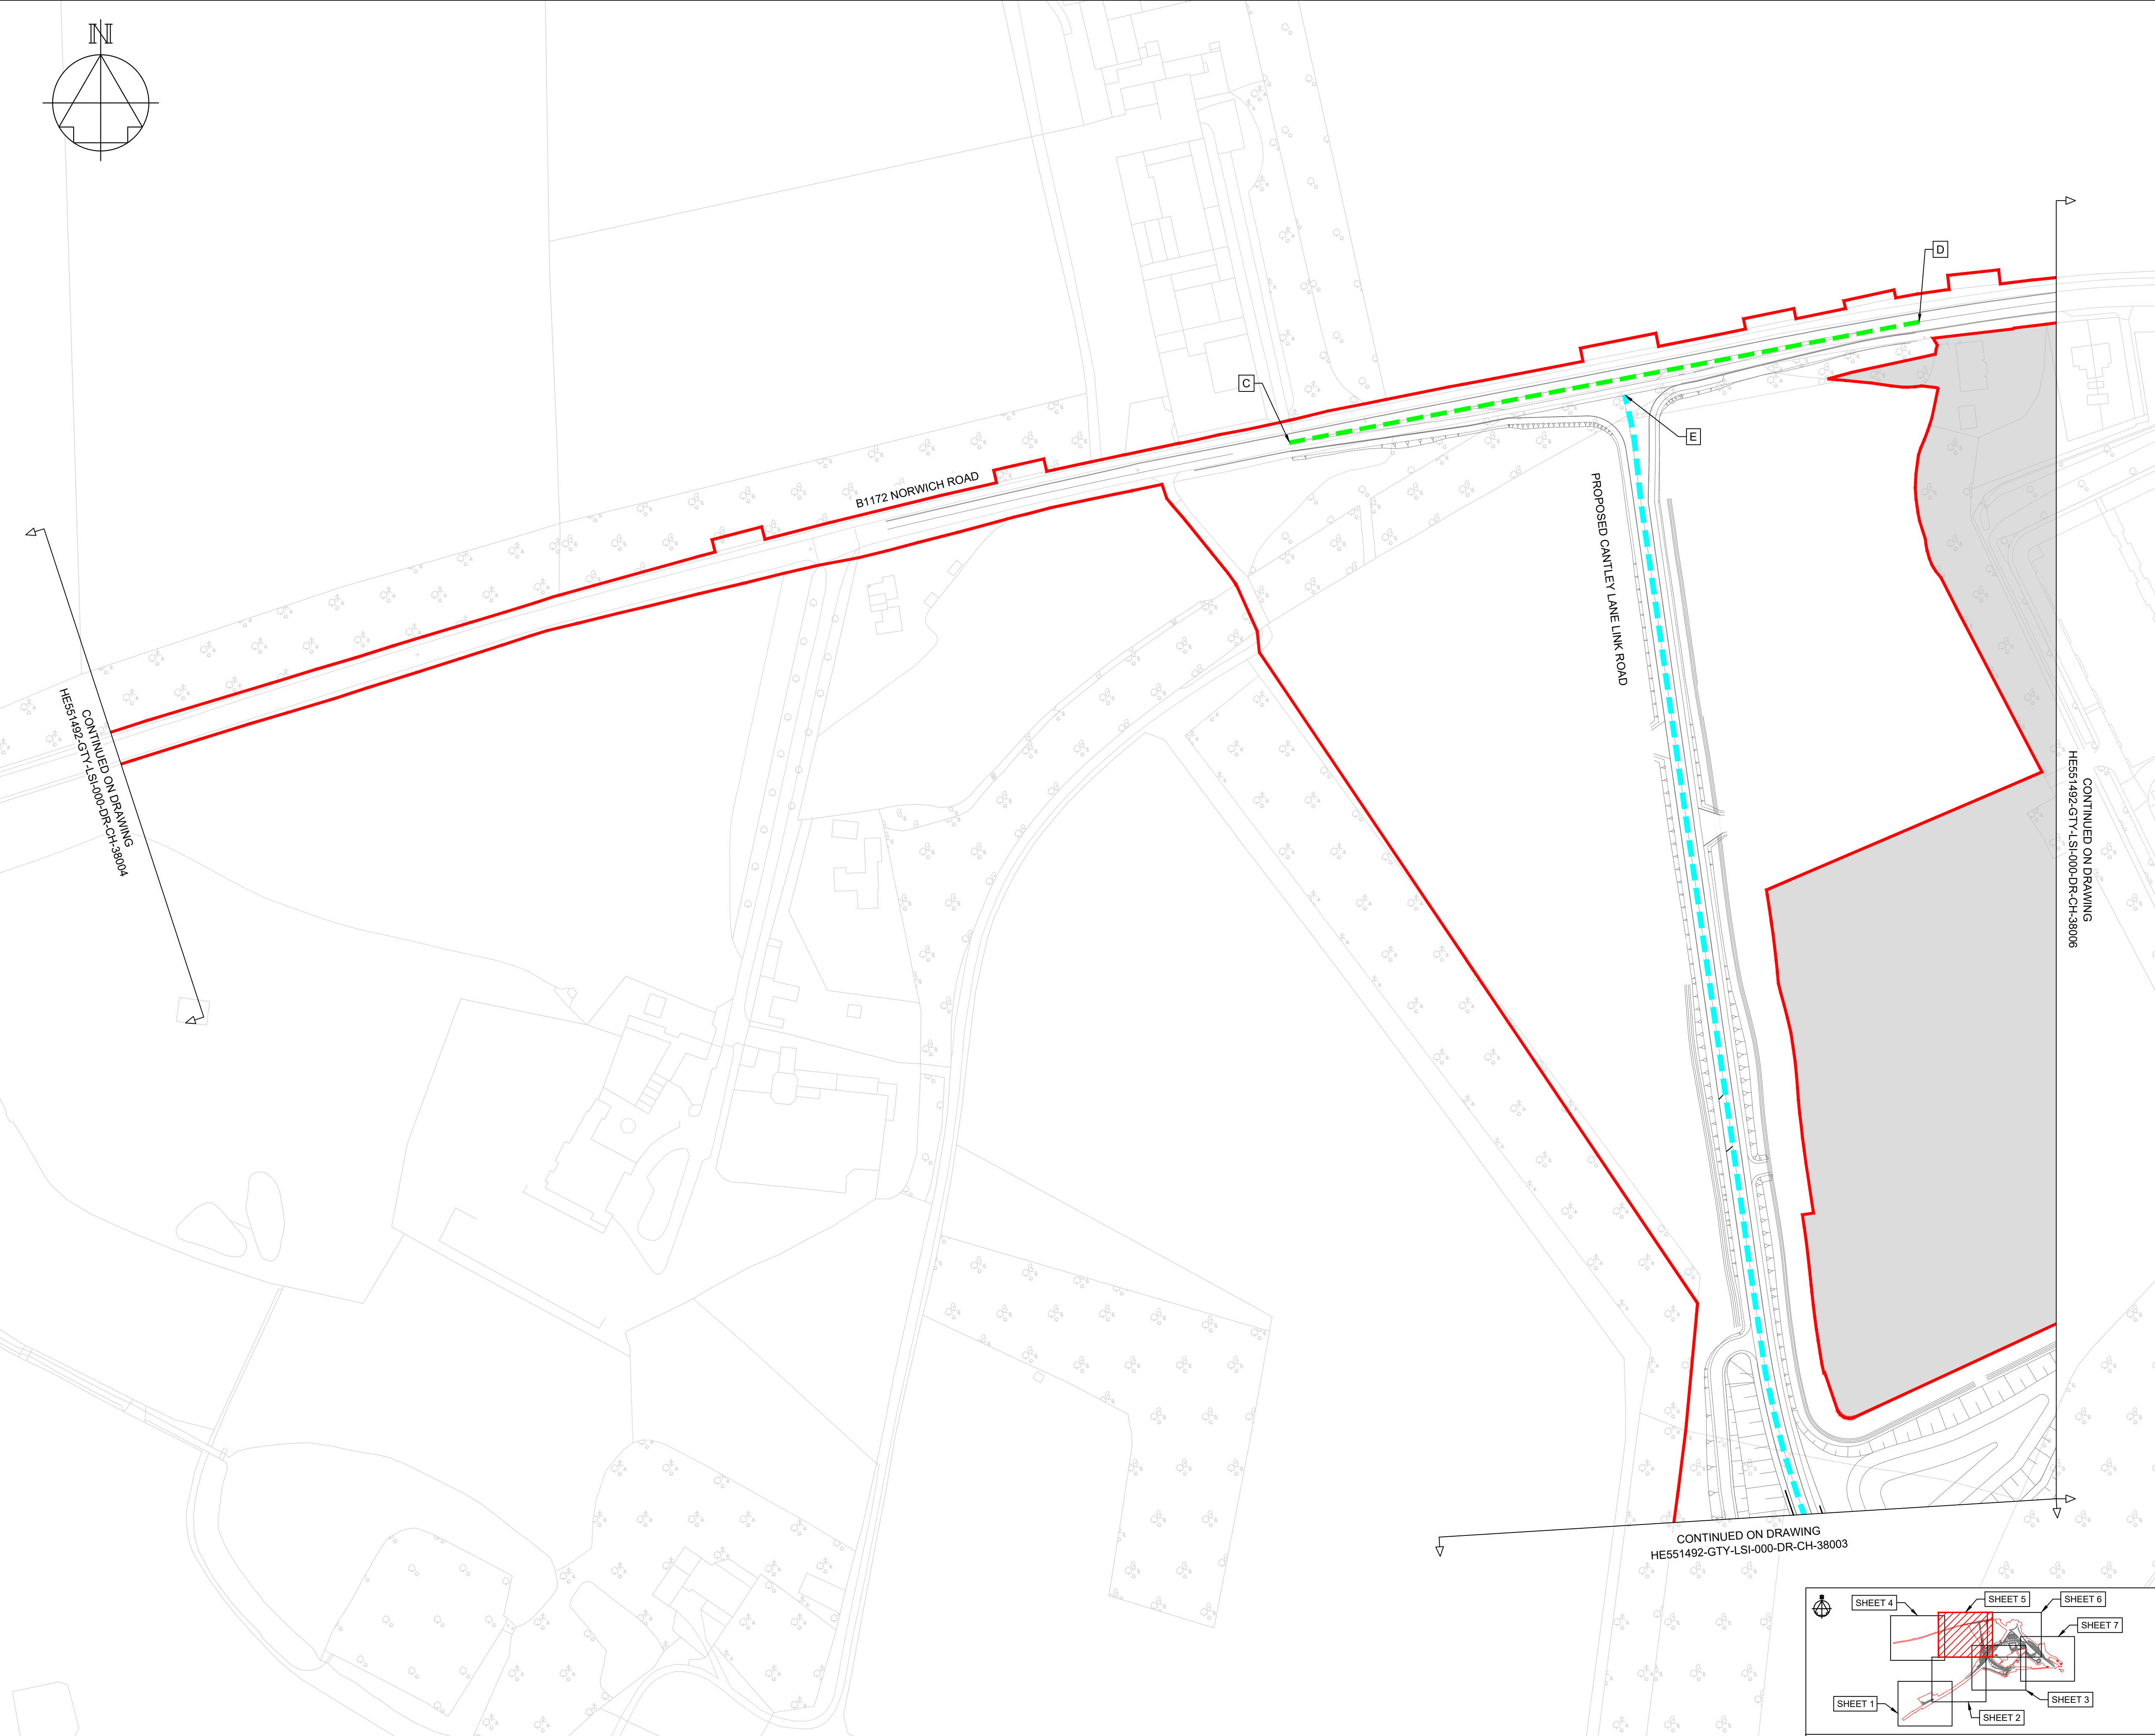 N
D
C
E
B1172 NORWICH ROAD
PROPOSED CANTLEY LANE LINK ROAD
CONTINUED ON DRAWING
HE551492-GTY-LSI-000-DR-CH-38004
CONTINUED ON DRAWING
HE551492-GTY-LSI-000-DR-CH-38006
CONTINUED ON DRAWING
HE551492-GTY-LSI-000-DR-CH-38003
SHEET 4
SHEET 5
SHEET 6
SHEET 7
SHEET 1
SHEET 2
SHEET 3